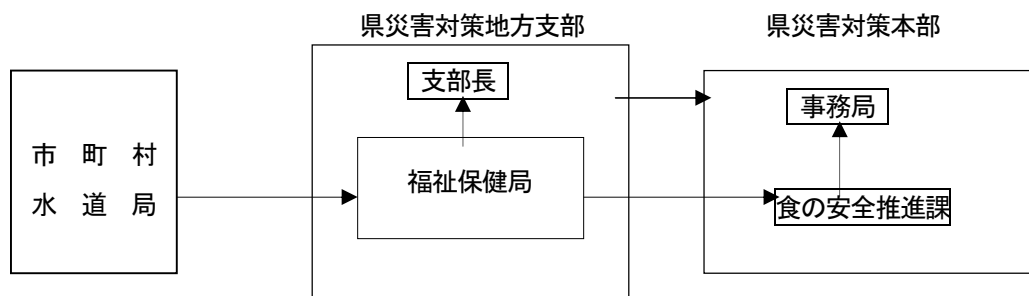 県災害対策地方支部
県災害対策本部
支部長
事務局
市 町 村
水 道 局
福祉保健局
食の安全推進課